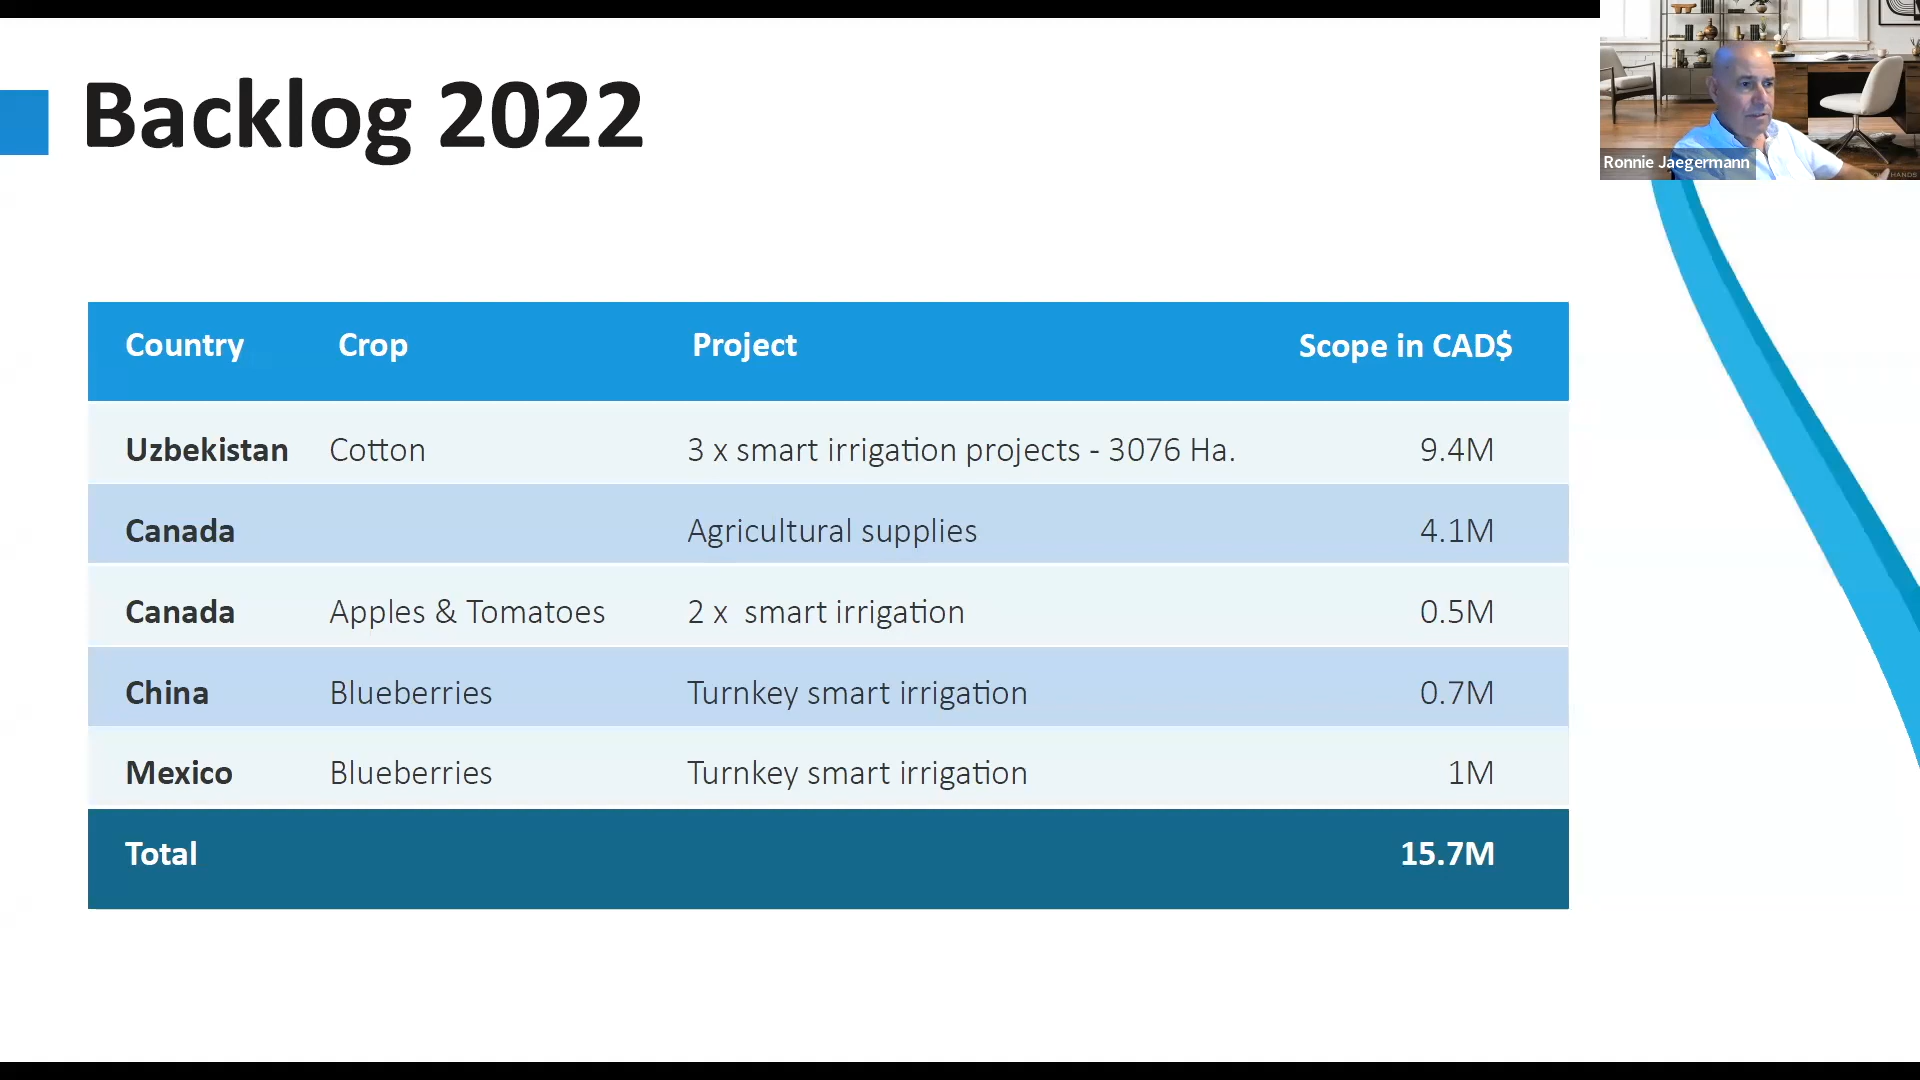 Backlog 2022
Ronnie Jaegermann
Country Crop Project Scope in CAD$
Uzbekistan Cotton 3 x smart irrigation projects - 3076 Ha. 9.4M
Canada Agricultural supplies 4.1M
Canada Apples & Tomatoes 2 x smart irrigation 0.5M
China Blueberries Turnkey smart irrigation 0.7M
Mexico Blueberries Turnkey smart irrigation 1M
Total 15.7M